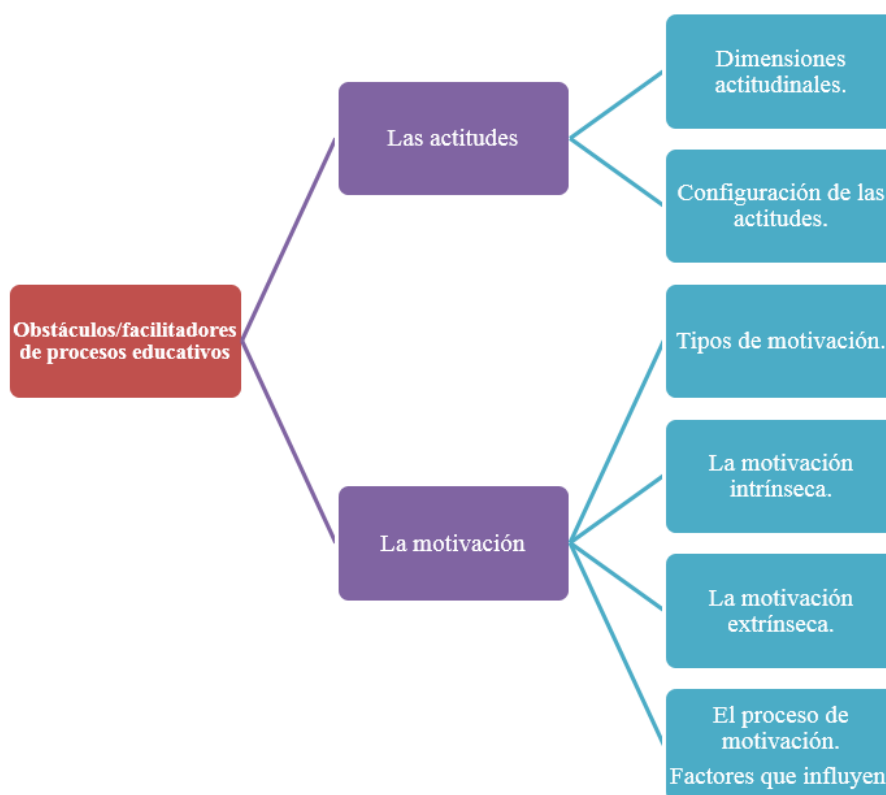 Dimensiones
actitudinales.
Las actitudes
Configuración de las
actitudes.
Obstáculos/facilitadores
de procesos educativos
Tipos de motivación.
La motivación
intrínseca.
La motivación
La motivación
extrínseca.
El proceso de
motivación.
Factores que influyen